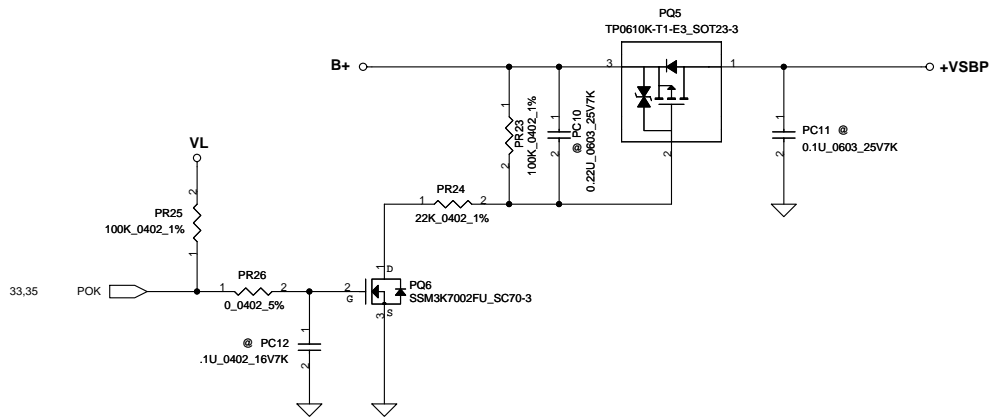 PQ5
TP0610K-T1-E3_SOT23-3
B+
3
1
+VSBP
2
1
PR23
2
100K_0402_1%
1
@ PC10
2
0.22U_0603_25V7K
1
PC11 @
2
0.1U_0603_25V7K
VL
2
PR25
100K_0402_1%
1
PR24
1
2
22K_0402_1%
33,35
POK
PR26
1
2
0_0402_5%
2
G
1
D
PQ6
SSM3K7002FU_SC70-3
3
S
1
@ PC12
.1U_0402_16V7K
2